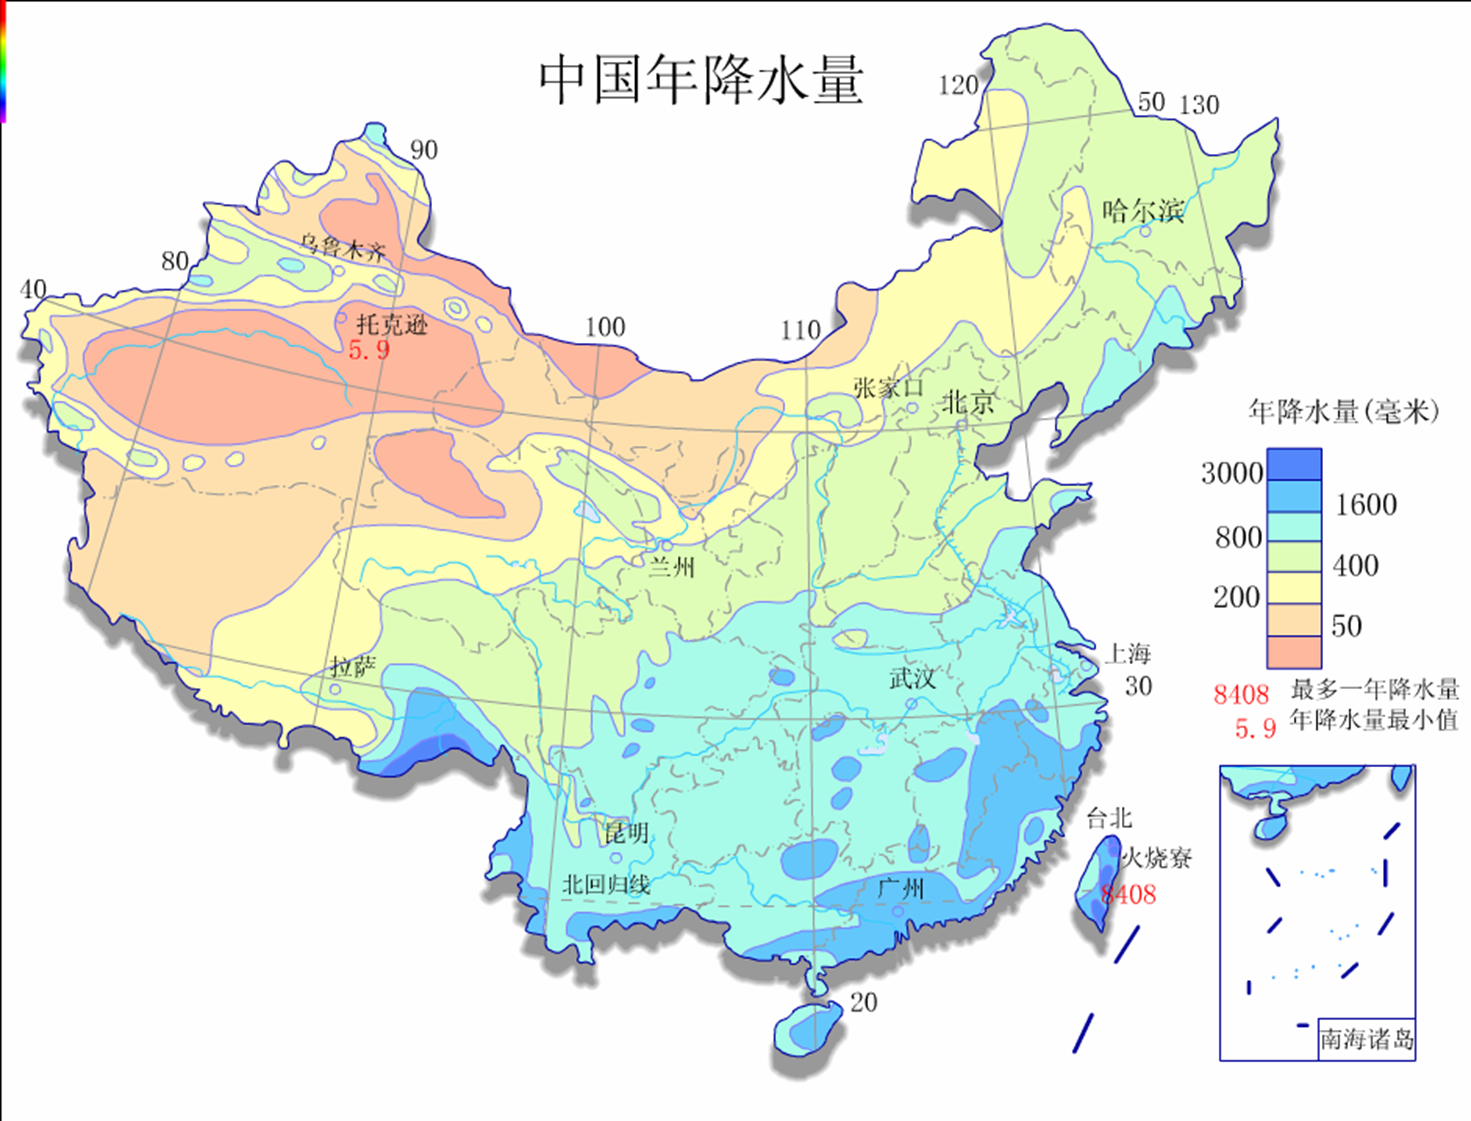 中国年降水量
120
50
130
90
哈尔滨
乌鲁木齐
80
40
托克逊
5.9
100
110
张家口
北京
年降水量(毫米)
3000
1600
800
400
200
50
8408 最多一年降水量
5.9 年降水量最小值
兰州
拉萨
武汉
上海
30
昆明
台北
火烧寮
8408
北回归线
广州
20
南海诸岛